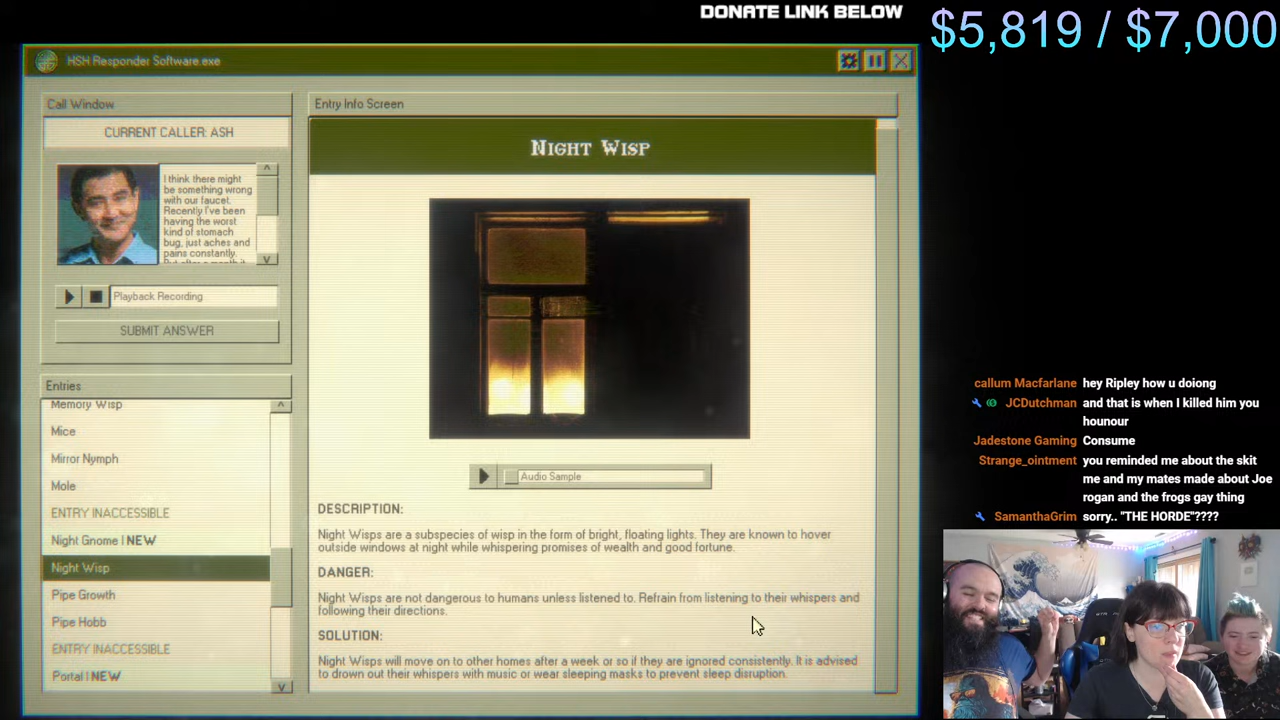 DONATE LINK BELOW
$5,819 / $7,000
HSH Responder Software.exe
Call Window
CURRENT CALLER: ASH
I think there might
be something wrong
with our faucet.
Recently I've been
having the worst
kind of stomach
bug, just aches and
pains constantly.
But after a month it
Playback Recording
SUBMIT ANSWER
Entries
Memory Wisp
Mice
Mirror Nymph
Mole
ENTRY INACCESSIBLE
Night Gnome | NEW
Night Wisp
Pipe Growth
Pipe Hobb
ENTRY INACCESSIBLE
Portal | NEW
Entry Info Screen
NIGHT WISP
Audio Sample
DESCRIPTION:
Night Wisps are a subspecies of wisp in the form of bright, floating lights. They are known to hover
outside windows at night while whispering promises of wealth and good fortune.
DANGER:
Night Wisps are not dangerous to humans unless listened to. Refrain from listening to their whispers and
following their directions.
SOLUTION:
Night Wisps will move on to other homes after a week or so if they are ignored consistently. It is advised
to drown out their whispers with music or wear sleeping masks to prevent sleep disruption.
callum Macfarlane hey Ripley how u doiong
JCDutchman and that is when I killed him you
hounour
Jadestone Gaming Consume
Strange_ointment you reminded me about the skit
me and my mates made about Joe
rogan and the frogs gay thing
SamanthaGrim sorry.. "THE HORDE"????